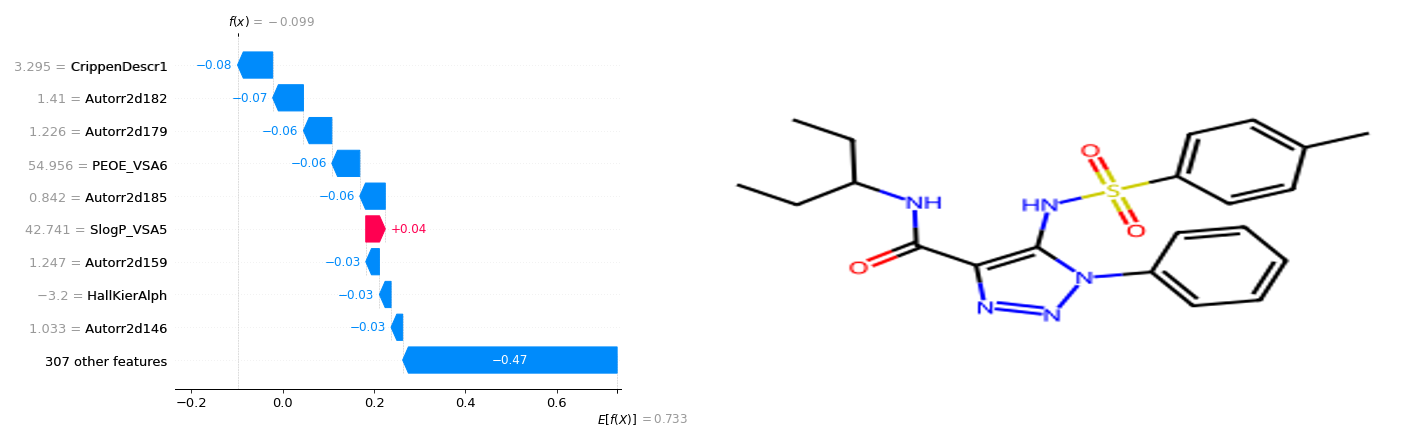 f(x) = −0.099
3.295 = CrippenDescr1
−0.08
1.41 = Autorr2d182
−0.07
1.226 = Autorr2d179
−0.06
54.956 = PEOE_VSA6
−0.06
0.842 = Autorr2d185
−0.06
42.741 = SlogP_VSA5
+0.04
1.247 = Autorr2d159
−0.03
−3.2 = HallKierAlph
−0.03
1.033 = Autorr2d146
−0.03
307 other features
−0.47
−0.2 0.0 0.2 0.4 0.6
E[f(X)] = 0.733
O
NH
HN
S
O
O
O
N
N
N